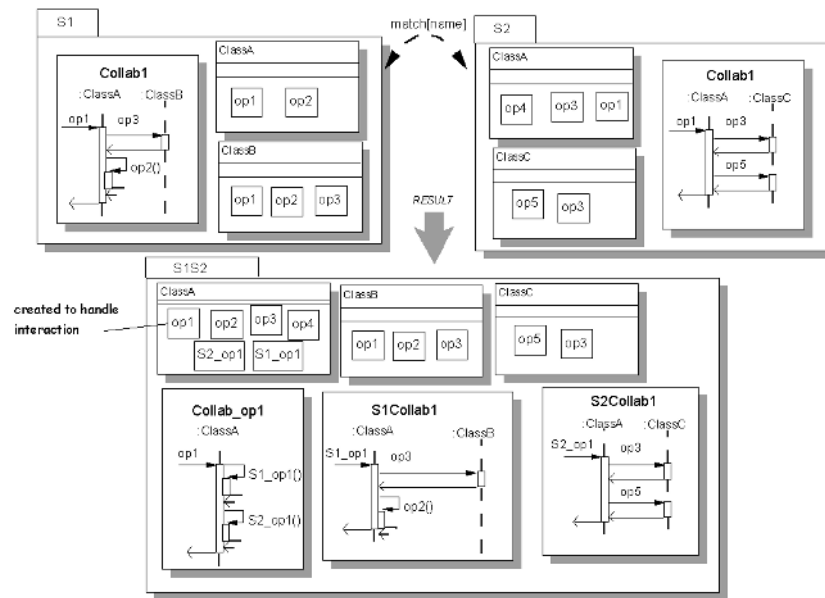 S1
match[name]
S2
Collab1
:ClassA :ClassB
op1
op3
op2()
ClassA
op1 op2
ClassB
op1 op2 op3
ClassA
op4 op3 op1
ClassC
op5 op3
Collab1
:ClassA :ClassC
op1
op3
op5
RESULT
S1S2
created to handle
interaction
ClassA
op1 op2 op3 op4
S2_op1 S1_op1
ClassB
op1 op2 op3
ClassC
op5 op3
Collab_op1
:ClassA
op1
S1_op1()
S2_op1()
S1Collab1
:ClassA :ClassB
S1_op1
op3
op2()
S2Collab1
:ClassA :ClassC
S2_op1
op3
op5